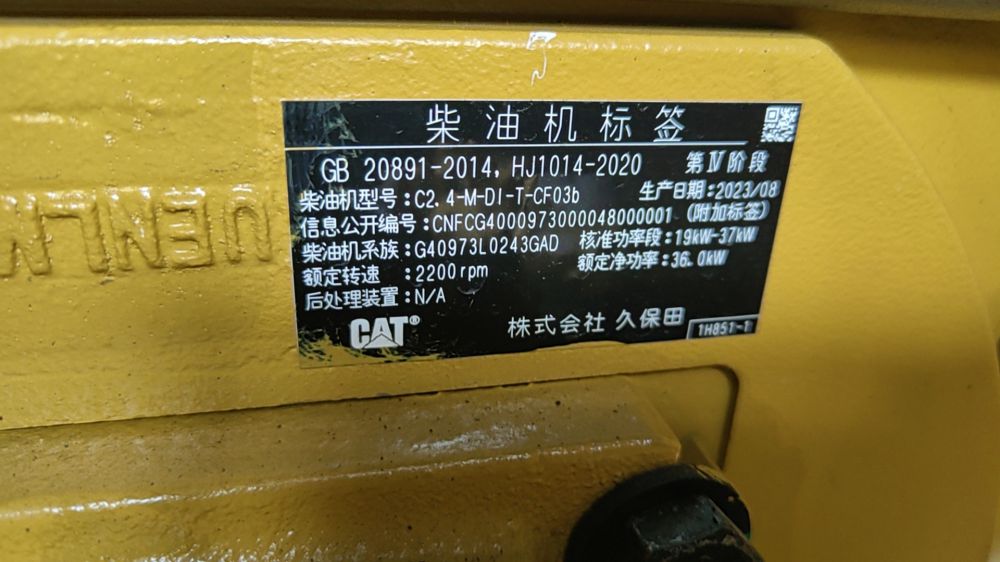 柴油机标签
GB 20891-2014, HJ1014-2020 第Ⅳ阶段
柴油机型号:C2.4-M-DI-T-CF03b 生产日期:2023/08
信息公开编号:CNFCG4000973000048000001 (附加标签)
柴油机系族:G40973L0243GAD 核准功率段:19kW-37kW
额定转速:2200rpm 额定净功率:36.0kW
后处理装置:N/A
CAT® 株式会社 久保田 1H851-1